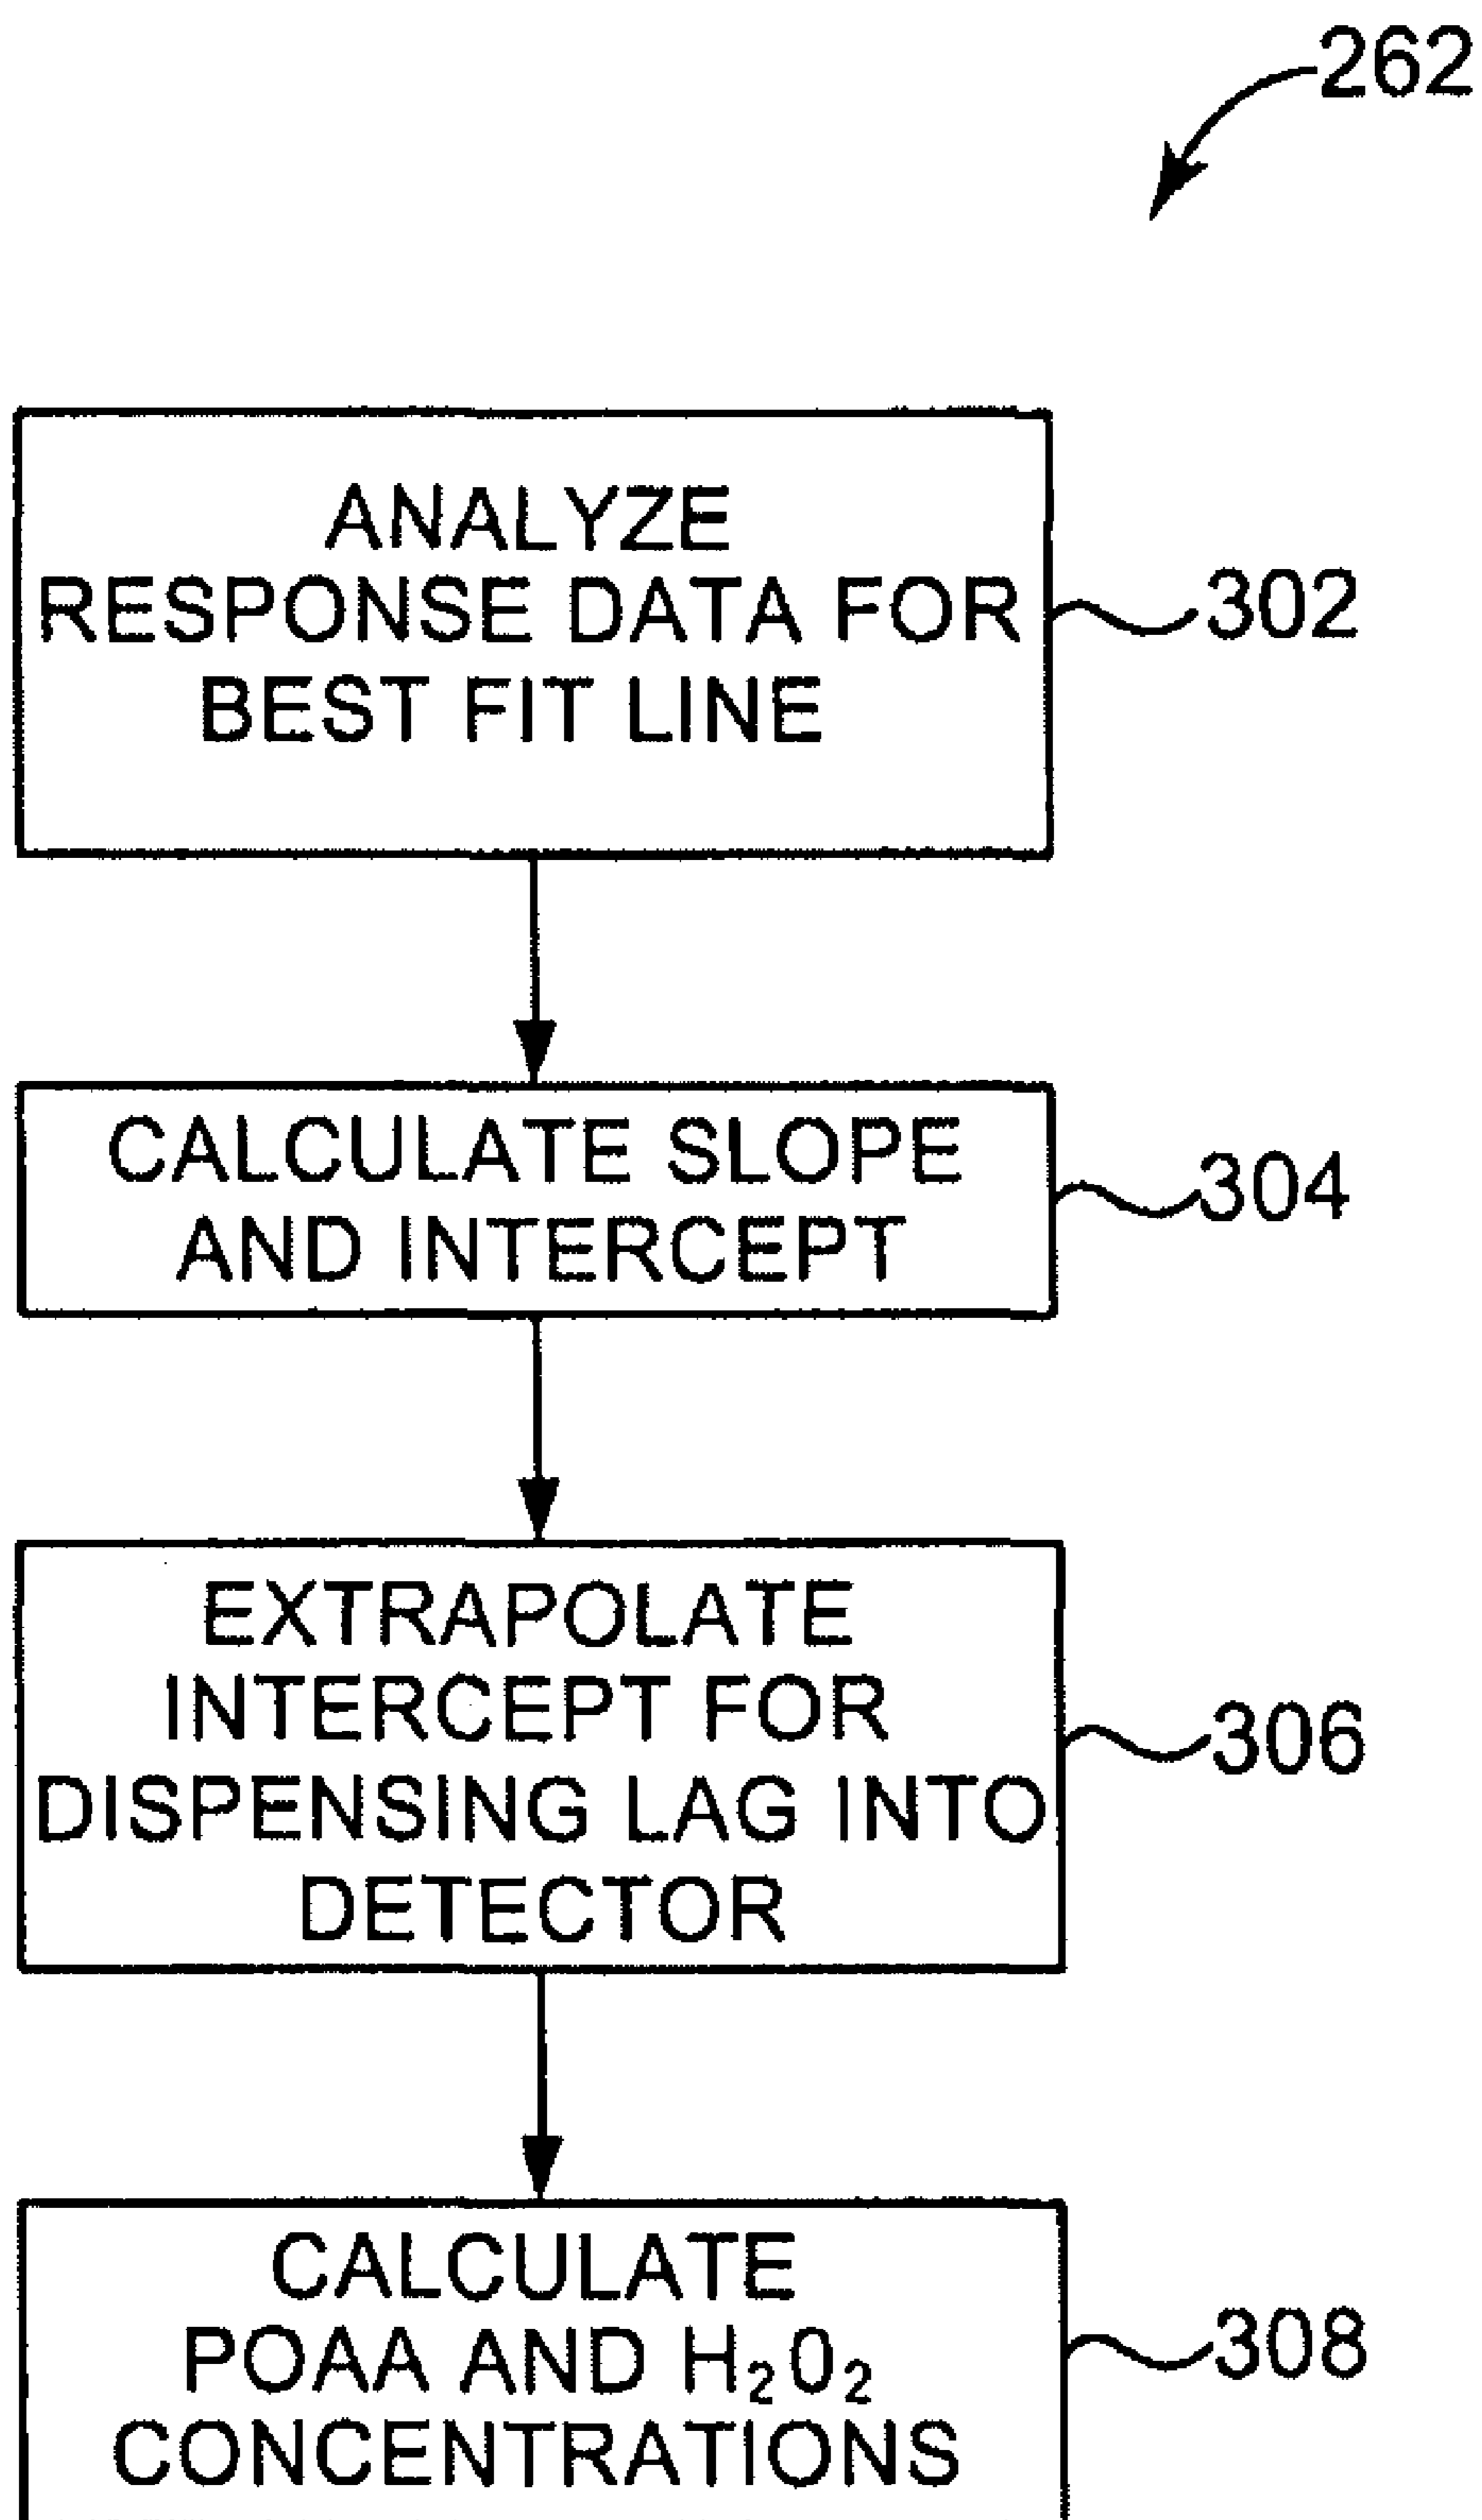 262
ANALYZE
RESPONSE DATA FOR
BEST FIT LINE
302
CALCULATE SLOPE
AND INTERCEPT
304
EXTRAPOLATE
INTERCEPT FOR
DISPENSING LAG INTO
DETECTOR
306
CALCULATE
POAA AND H₂O₂
CONCENTRATIONS
308